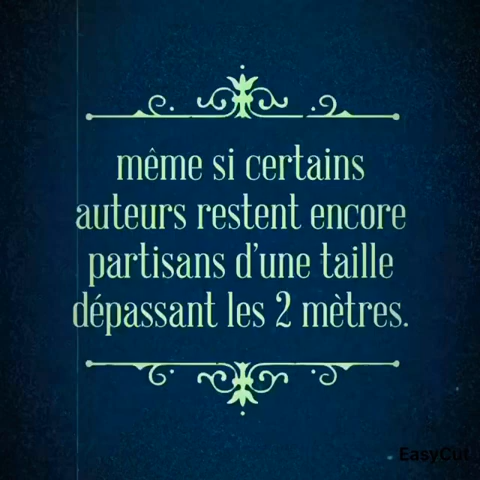 même si certains
auteurs restent encore
partisans d'une taille
dépassant les 2 mètres.
EasyCut